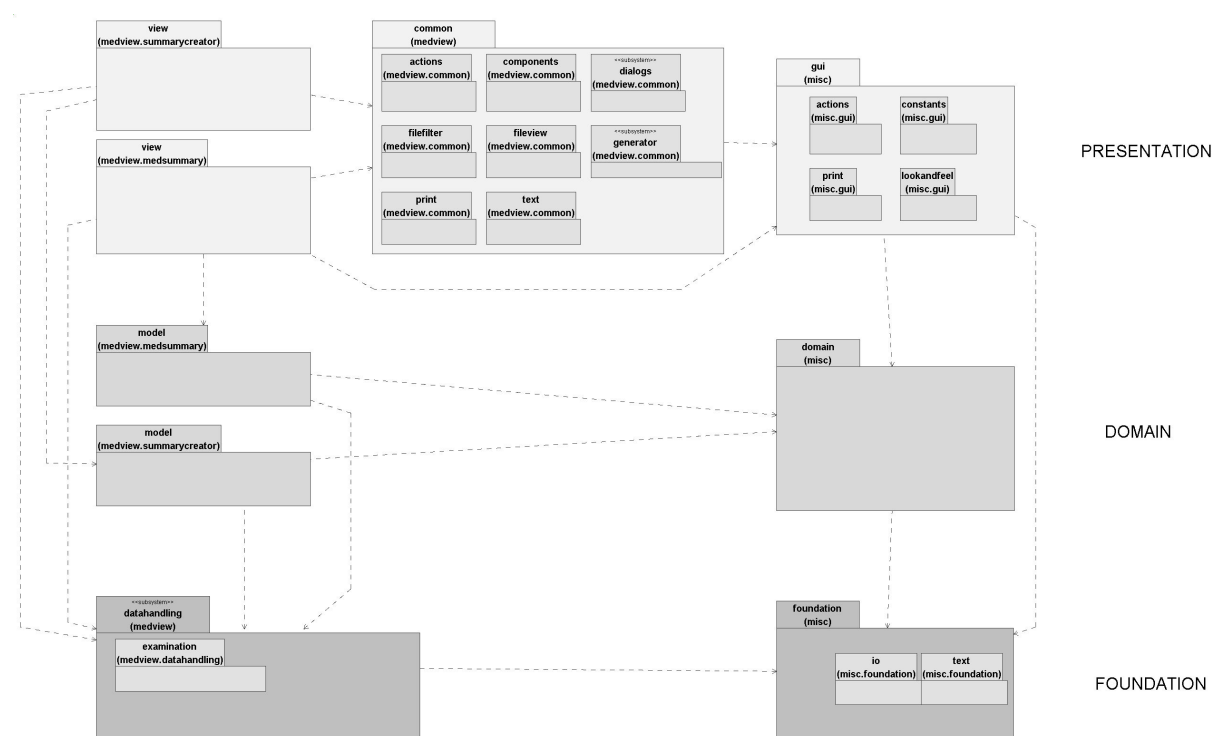 view
(medview.summarycreator)
common
(medview)
actions
(medview.common)
components
(medview.common)
<<subsystem>>
dialogs
(medview.common)
filefilter
(medview.common)
fileview
(medview.common)
<<subsystem>>
generator
(medview.common)
print
(medview.common)
text
(medview.common)
gui
(misc)
actions
(misc.gui)
constants
(misc.gui)
print
(misc.gui)
lookandfeel
(misc.gui)
PRESENTATION
view
(medview.medsummary)
model
(medview.medsummary)
domain
(misc)
DOMAIN
model
(medview.summarycreator)
<<subsystem>>
datahandling
(medview)
examination
(medview.datahandling)
foundation
(misc)
io
(misc.foundation)
text
(misc.foundation)
FOUNDATION